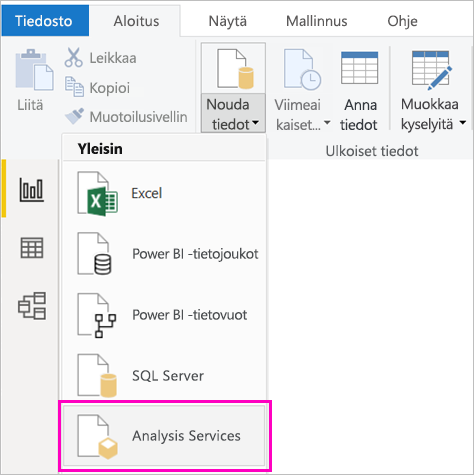 Tiedosto Aloitus Näytä Mallinnus Ohje
Leikkaa
Kopioi
Muotoilusivellin
Liitä
Nouda
tiedot
Viimeai
kaiset...
Anna
tiedot
Muokkaa
kyselyitä
Ulkoiset tiedot
Yleisin
Excel
Power BI -tietojoukot
Power BI -tietovuot
SQL Server
Analysis Services